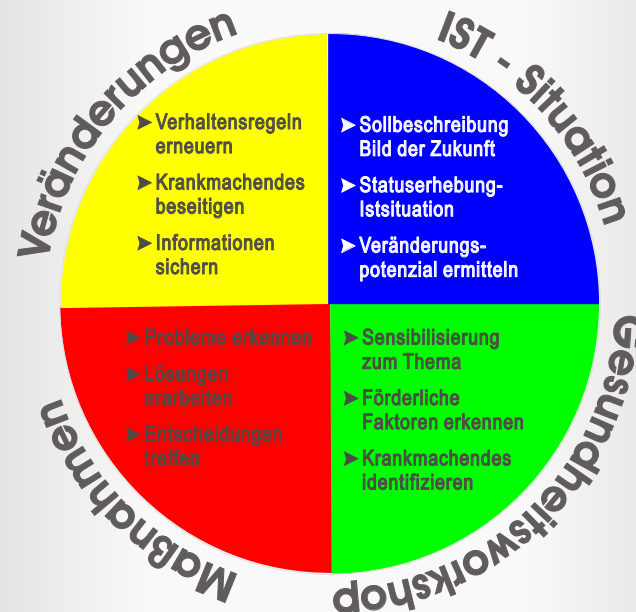 Veränderungen
IST - Situation
➤ Verhaltensregeln
erneuern
➤ Krankmachendes
beseitigen
➤ Informationen
sichern
➤ Sollbeschreibung
Bild der Zukunft
➤ Statuserhebung-
Istsituation
➤ Veränderungs-
potenzial ermitteln
➤ Probleme erkennen
➤ Lösungen
erarbeiten
➤ Entscheidungen
treffen
➤ Sensibilisierung
zum Thema
➤ Förderliche
Faktoren erkennen
➤ Krankmachendes
identifizieren
Maßnahmen
Gesundheitsworkshop